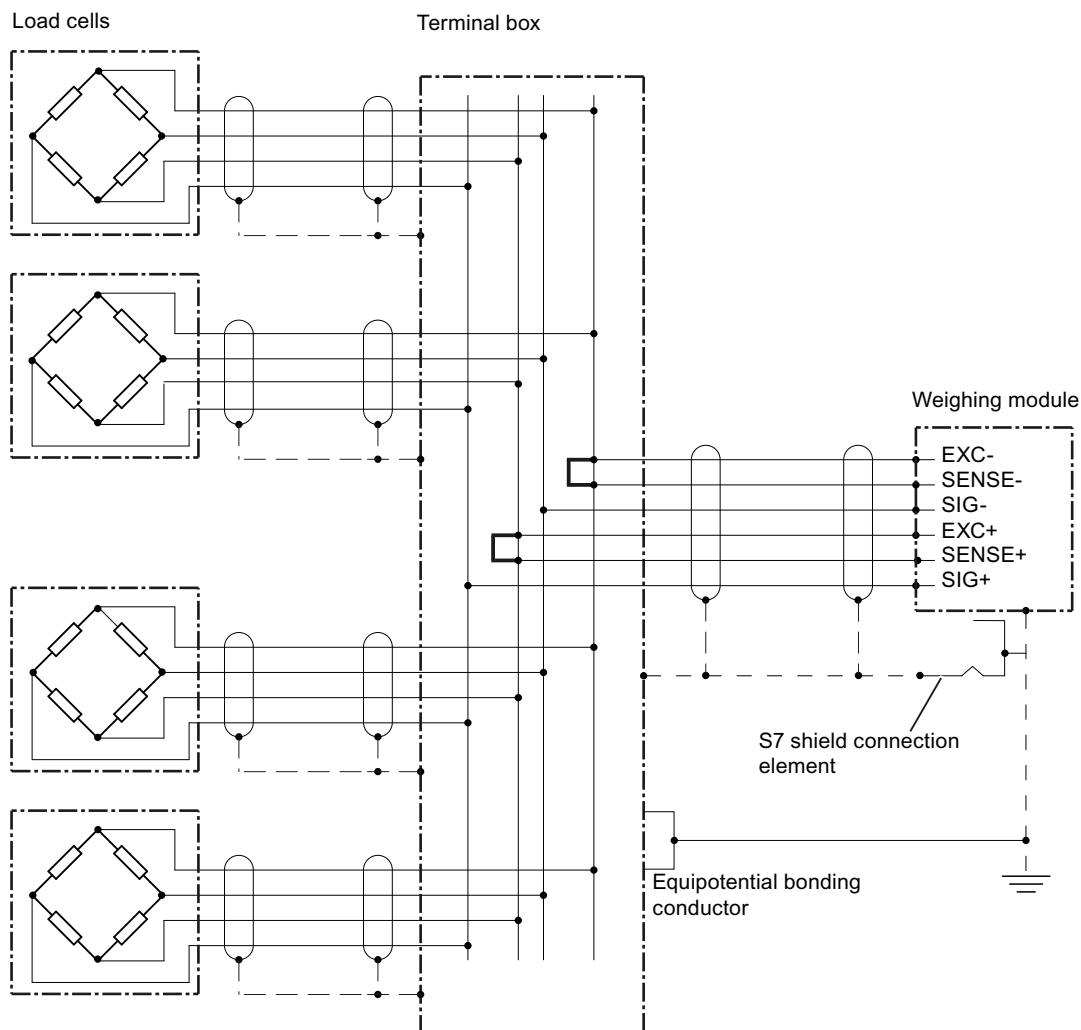 Load cells
Terminal box
Weighing module
EXC-
SENSE-
SIG-
EXC+
SENSE+
SIG+
S7 shield connection
element
Equipotential bonding
conductor